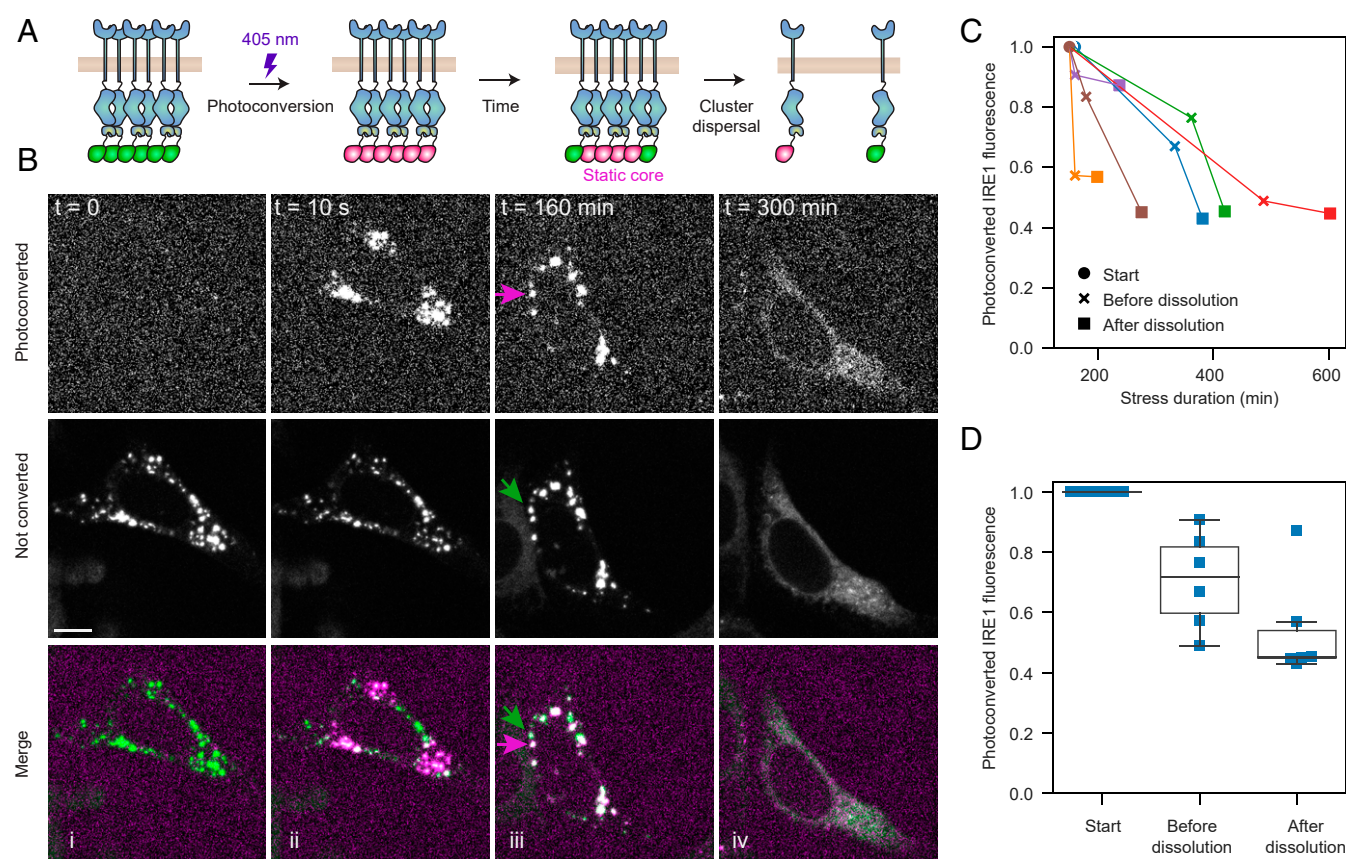 A
405 nm
Photoconversion
Time
Cluster
dispersal
Static core
B
t = 0
t = 10 s
t = 160 min
t = 300 min
Photoconverted
Not converted
Merge
i
ii
iii
iv
C
Photoconverted IRE1 fluorescence
1.0
0.8
0.6
0.4
0.2
0.0
Start
Before dissolution
After dissolution
200
400
600
Stress duration (min)
D
Photoconverted IRE1 fluorescence
1.0
0.8
0.6
0.4
0.2
0.0
Start
Before
dissolution
After
dissolution